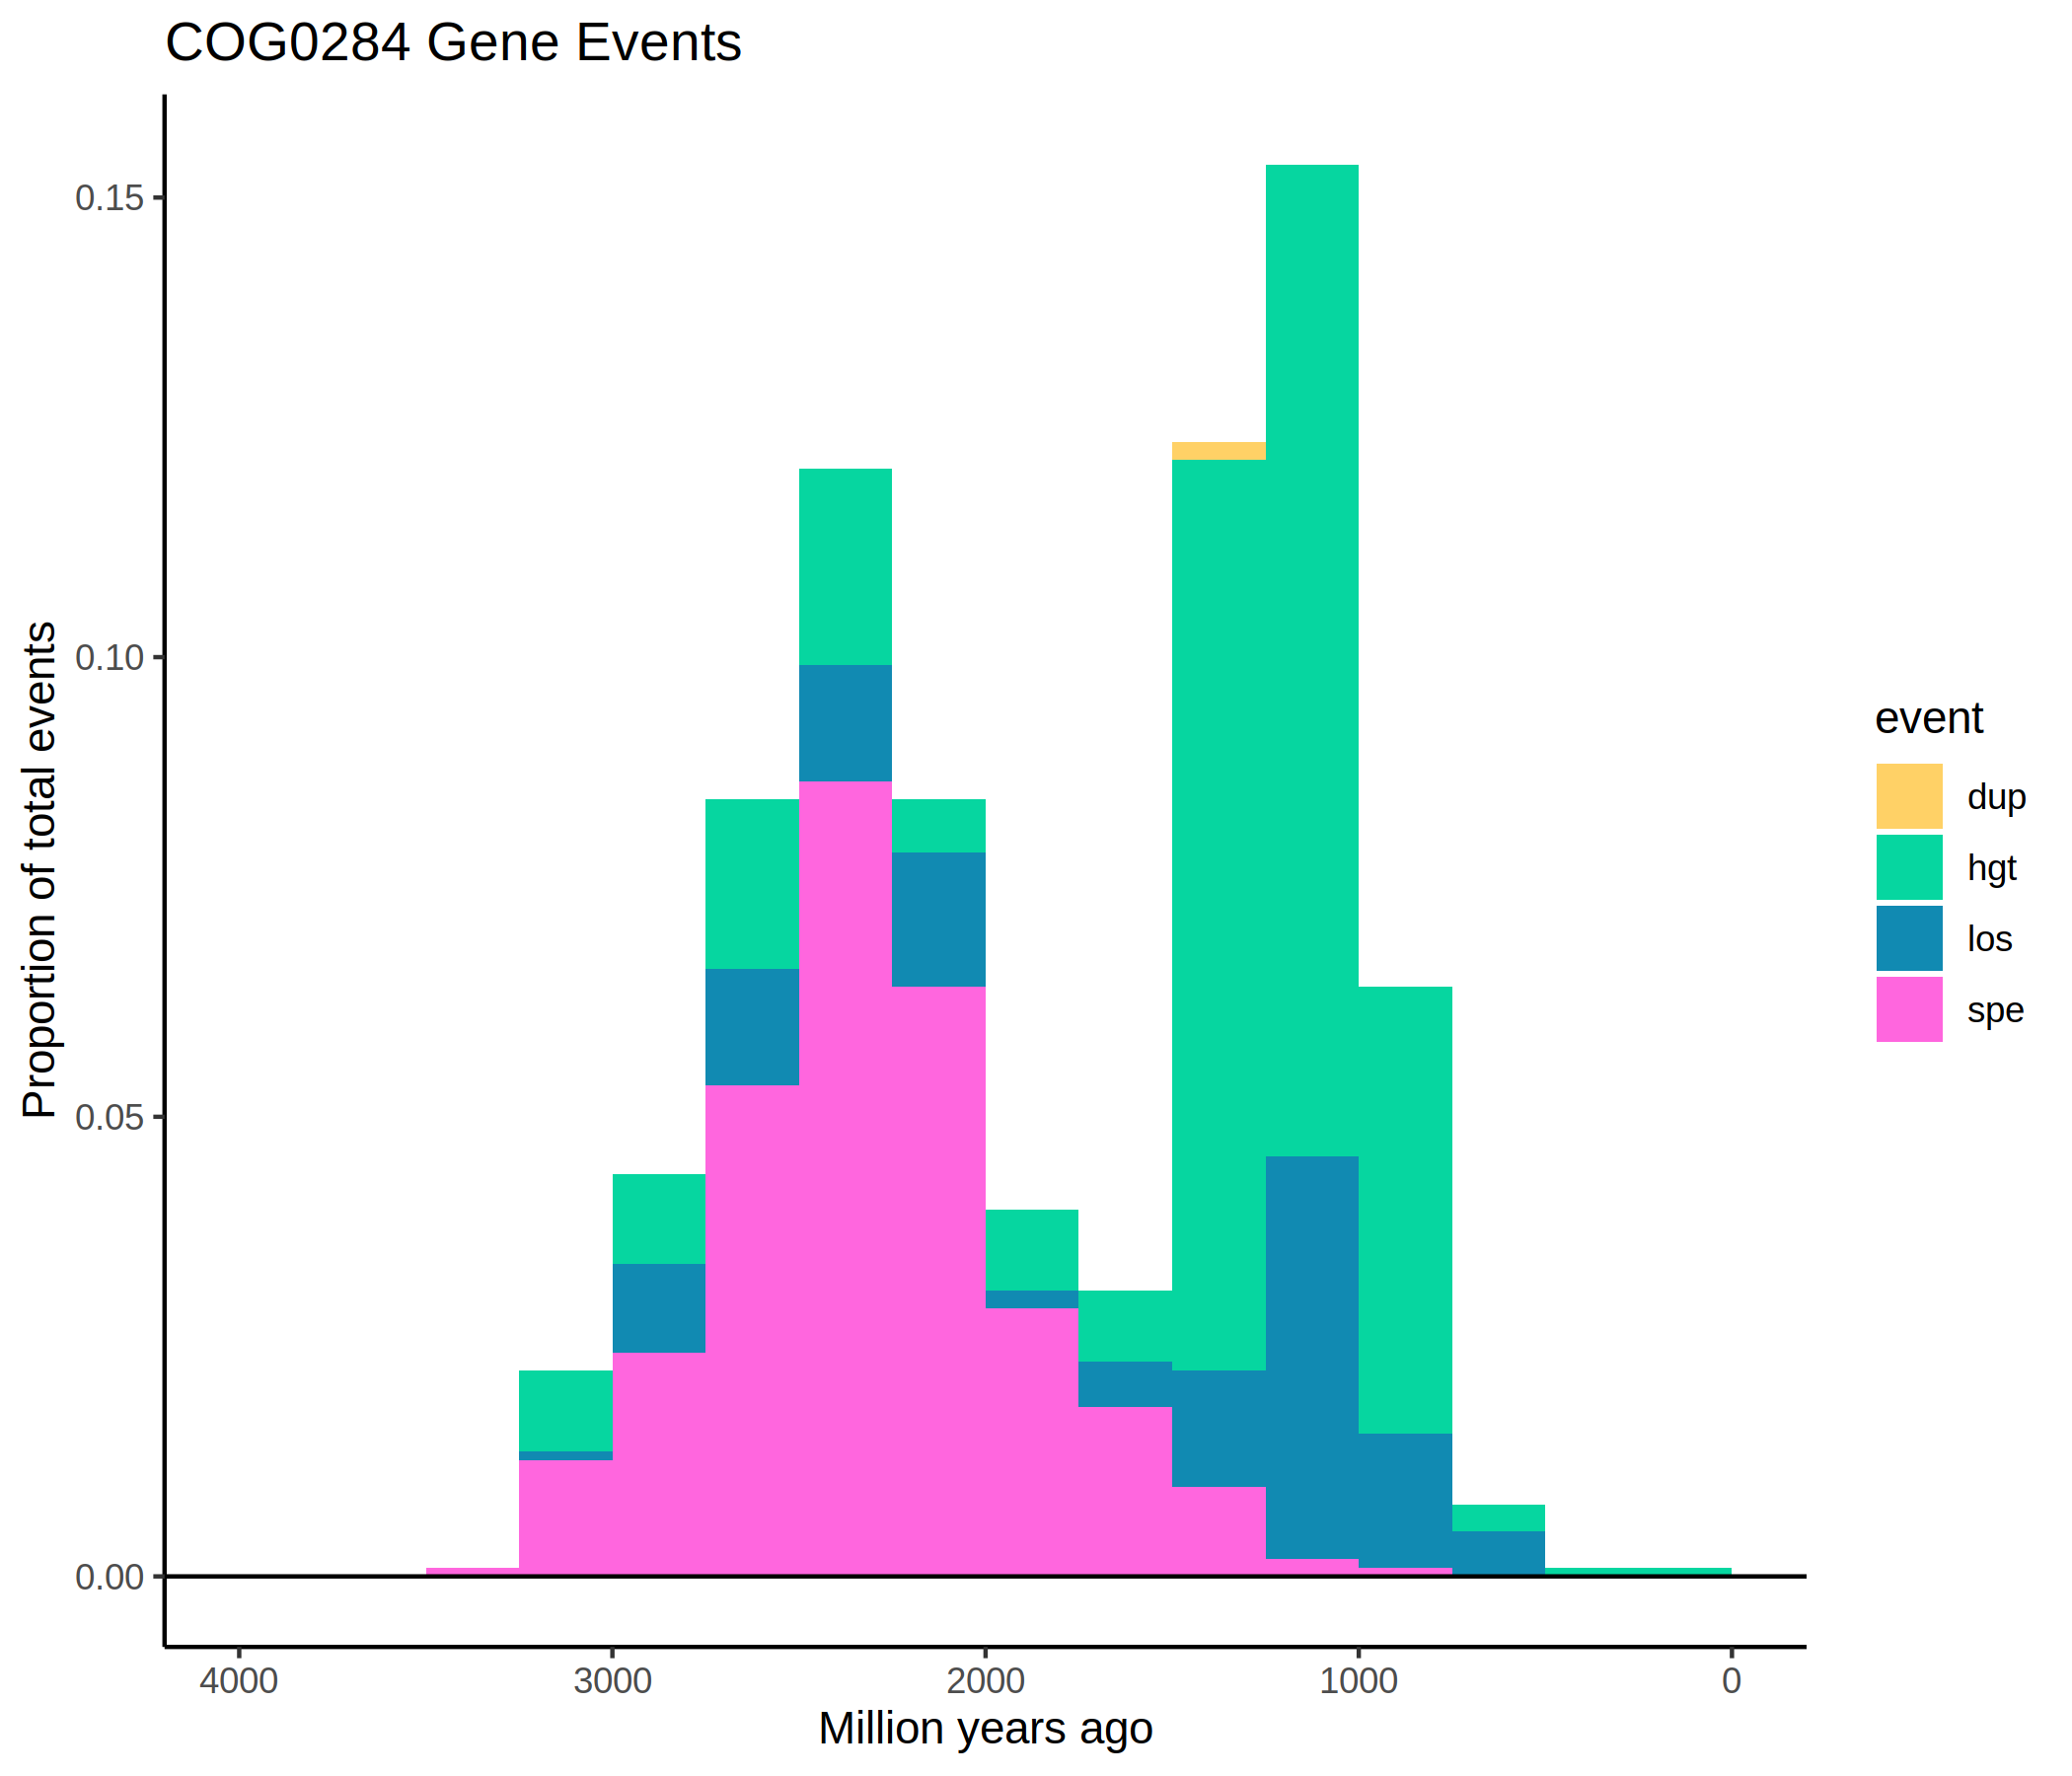 COG0284 Gene Events
Proportion of total events
0.15
0.10
0.05
0.00
4000 3000 2000 1000 0
Million years ago
event
dup
hgt
los
spe